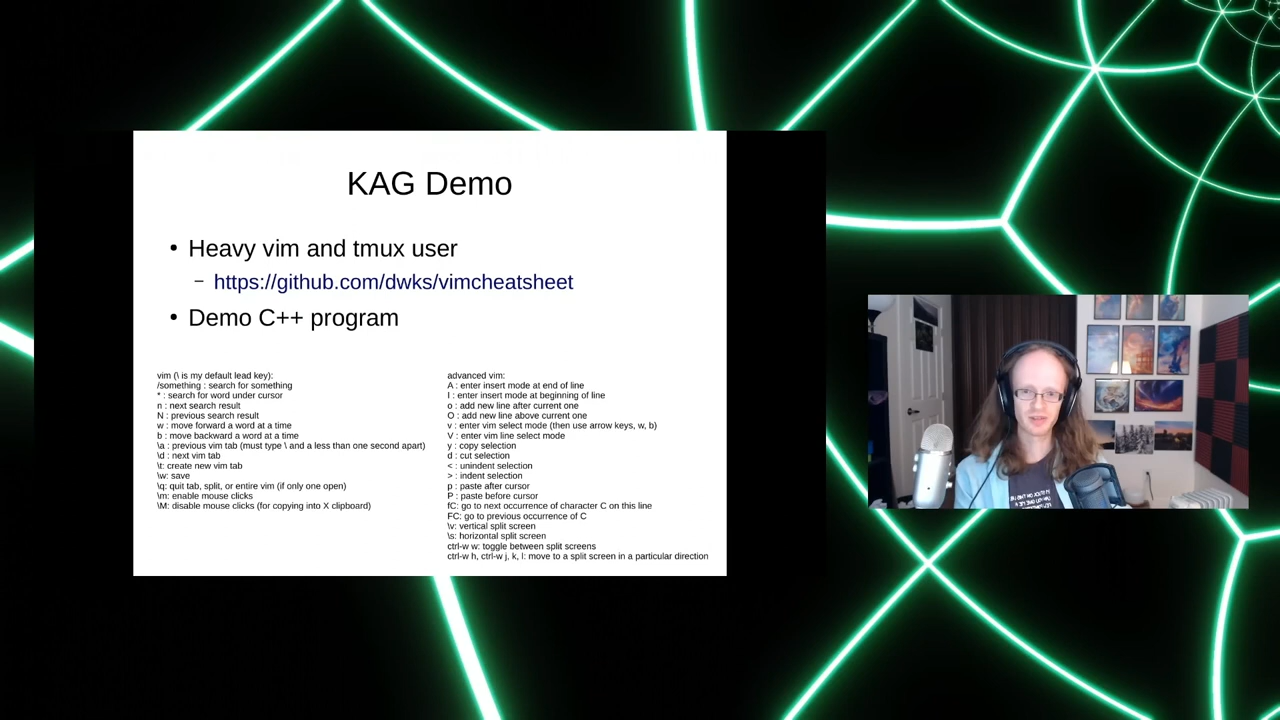 KAG Demo
• Heavy vim and tmux user
– https://github.com/dwks/vimcheatsheet
• Demo C++ program
vim (\ is my default lead key):
/something : search for something
* : search for word under cursor
n : next search result
N : previous search result
w : move forward a word at a time
b : move backward a word at a time
\a : previous vim tab (must type \ and a less than one second apart)
\d : next vim tab
\t: create new vim tab
\w: save
\q: quit tab, split, or entire vim (if only one open)
\m: enable mouse clicks
\M: disable mouse clicks (for copying into X clipboard)
advanced vim:
A : enter insert mode at end of line
I : enter insert mode at beginning of line
o : add new line after current one
O : add new line above current one
v : enter vim select mode (then use arrow keys, w, b)
V : enter vim line select mode
y : copy selection
d : cut selection
< : unindent selection
> : indent selection
p : paste after cursor
P : paste before cursor
fC: go to next occurrence of character C on this line
FC: go to previous occurrence of C
\v: vertical split screen
\s: horizontal split screen
ctrl-w w: toggle between split screens
ctrl-w h, ctrl-w j, k, l: move to a split screen in a particular direction